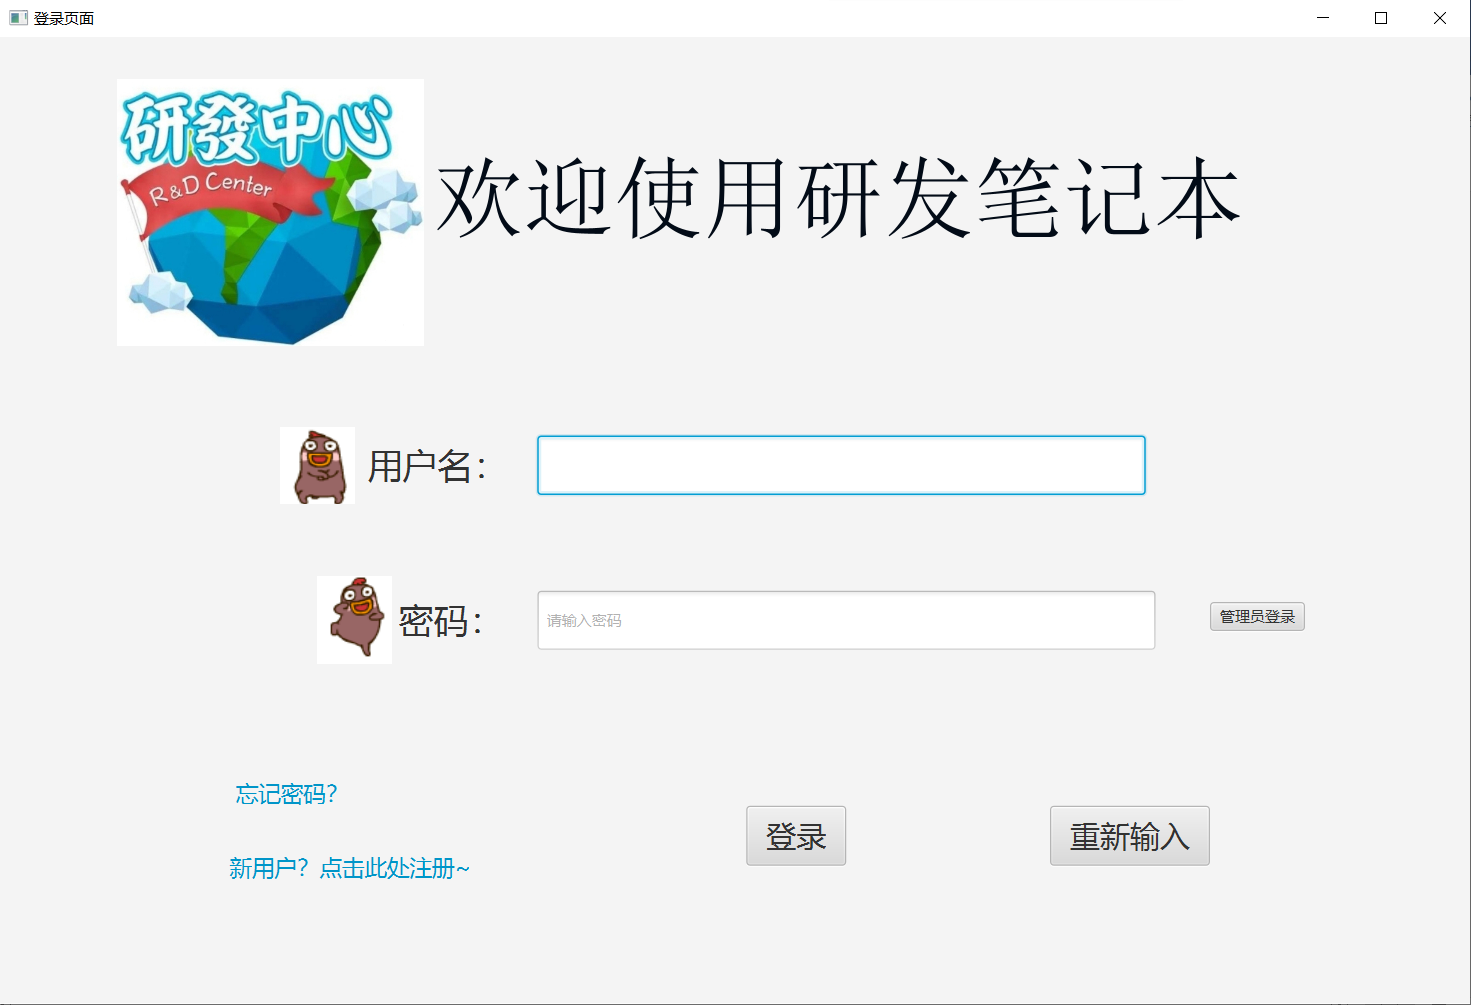 登录页面
研發中心
R&D Center
欢迎使用研发笔记本
用户名：
密码：
请输入密码
管理员登录
忘记密码？
登录
重新输入
新用户？点击此处注册~